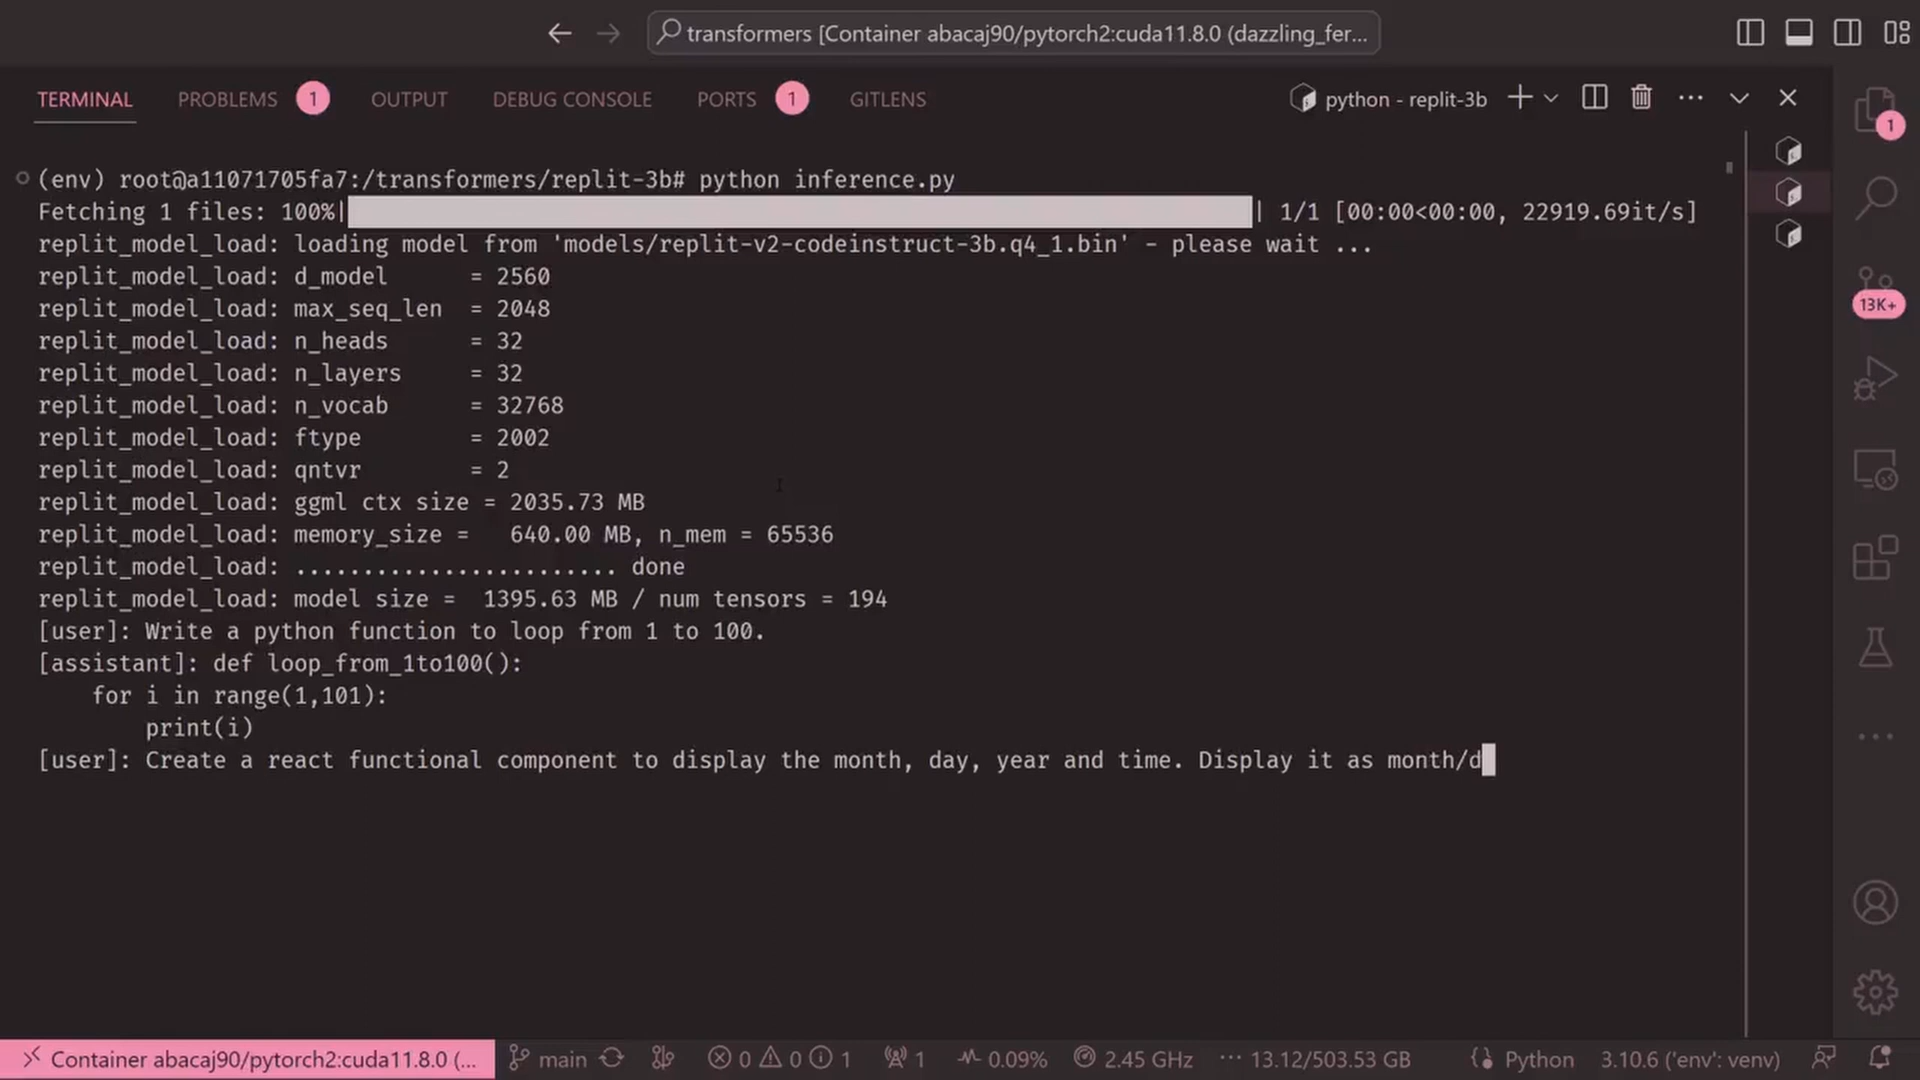 transformers [Container abacaj90/pytorch2:cuda11.8.0 (dazzling_fer...
TERMINAL PROBLEMS 1 OUTPUT DEBUG CONSOLE PORTS 1 GITLENS python - replit-3b
1
(env) root@a11071705fa7:/transformers/replit-3b# python inference.py
Fetching 1 files: 100%| | 1/1 [00:00<00:00, 22919.69it/s]
replit_model_load: loading model from 'models/replit-v2-codeinstruct-3b.q4_1.bin' - please wait ...
replit_model_load: d_model = 2560
replit_model_load: max_seq_len = 2048
13K+
replit_model_load: n_heads = 32
replit_model_load: n_layers = 32
replit_model_load: n_vocab = 32768
replit_model_load: ftype = 2002
replit_model_load: qntvr = 2
replit_model_load: ggml ctx size = 2035.73 MB
replit_model_load: memory_size = 640.00 MB, n_mem = 65536
replit_model_load: ........................ done
replit_model_load: model size = 1395.63 MB / num tensors = 194
[user]: Write a python function to loop from 1 to 100.
[assistant]: def loop_from_1to100():
    for i in range(1,101):
        print(i)
[user]: Create a react functional component to display the month, day, year and time. Display it as month/d
Container abacaj90/pytorch2:cuda11.8.0 (... main 0 0 1 1 0.09% 2.45 GHz ··· 13.12/503.53 GB Python 3.10.6 ('env': venv)